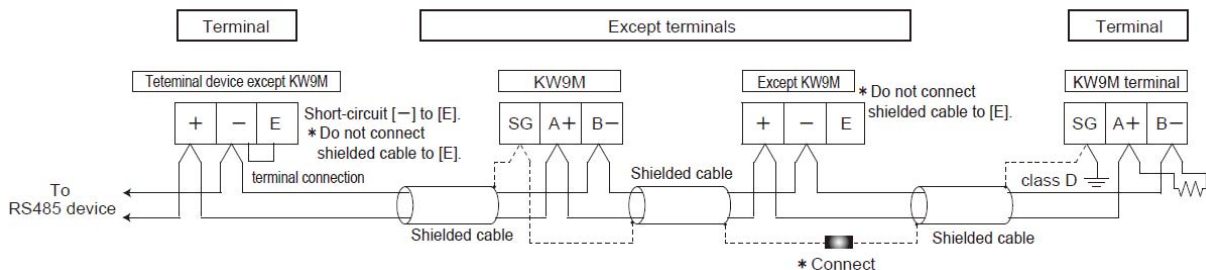 Terminal
Except terminals
Terminal
Teteminal device except KW9M
KW9M
Except KW9M
KW9M terminal
+ − E
Short-circuit [−] to [E].
* Do not connect
shielded cable to [E].
SG A+ B−
+ − E
* Do not connect
shielded cable to [E].
SG A+ B−
terminal connection
Shielded cable
class D
To
RS485 device
Shielded cable
Shielded cable
* Connect